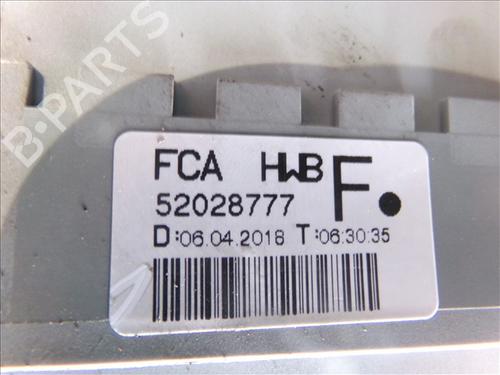 B-PARTS
FCA HWB F.
52028777
D:06.04.2018 T:06:30:35